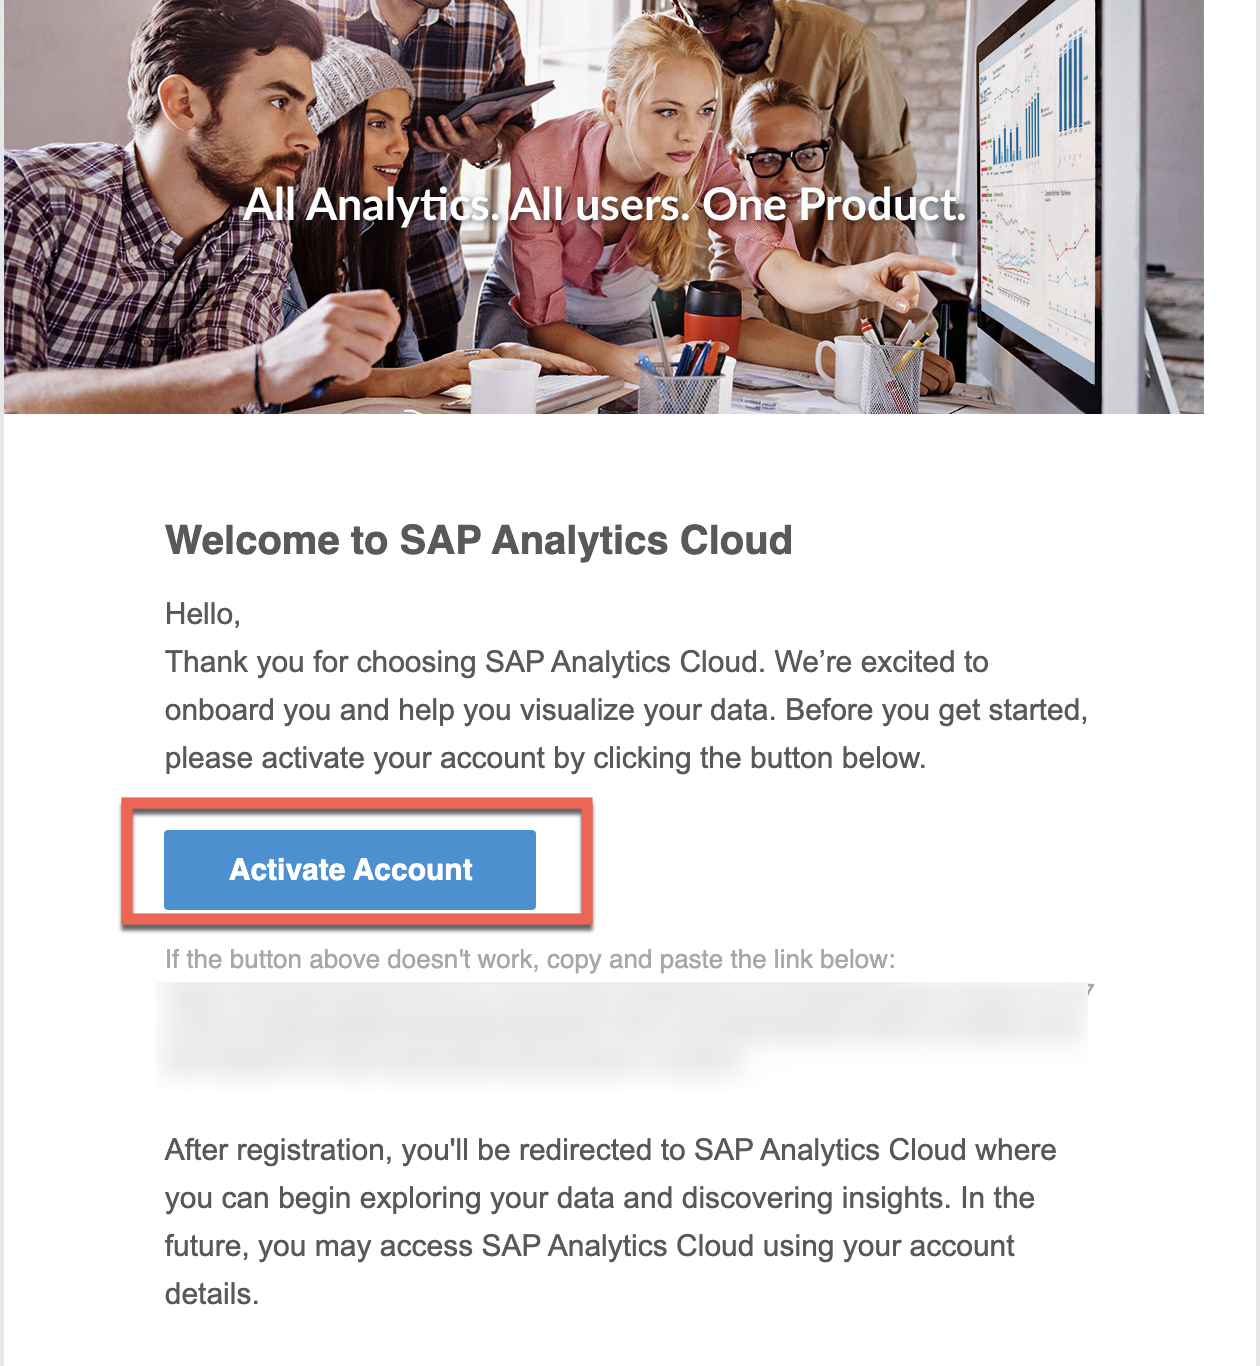 All Analytics. All users. One Product.
Welcome to SAP Analytics Cloud
Hello,
Thank you for choosing SAP Analytics Cloud. We’re excited to
onboard you and help you visualize your data. Before you get started,
please activate your account by clicking the button below.
Activate Account
If the button above doesn't work, copy and paste the link below:
After registration, you'll be redirected to SAP Analytics Cloud where
you can begin exploring your data and discovering insights. In the
future, you may access SAP Analytics Cloud using your account
details.